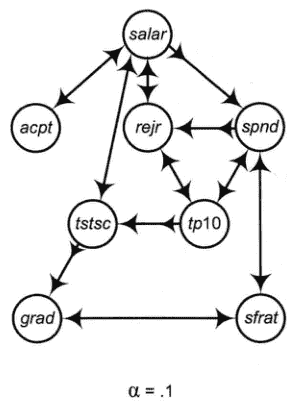 salar
acpt
rejr
spnd
tstsc
tp10
grad
sfrat
α = .1